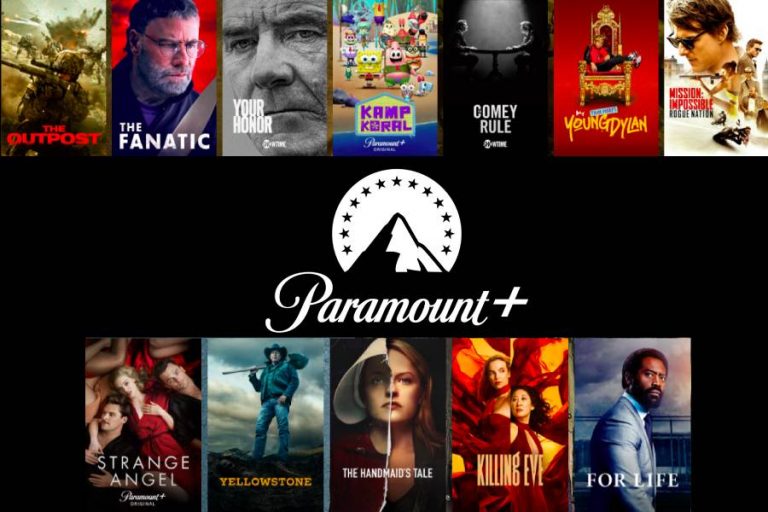 THE
OUTPOST
THE
FANATIC
YOUR
HONOR
SHOWTIME
KAMP
KORAL
Paramount+
ORIGINAL
COMEY
RULE
SHOWTIME
TYLER PERRY'S
YOUNG DYLAN
MISSION:
IMPOSSIBLE
ROGUE NATION
Paramount+
STRANGE
ANGEL
Paramount+
ORIGINAL
YELLOWSTONE
THE HANDMAID'S TALE
KILLING EVE
FOR LIFE